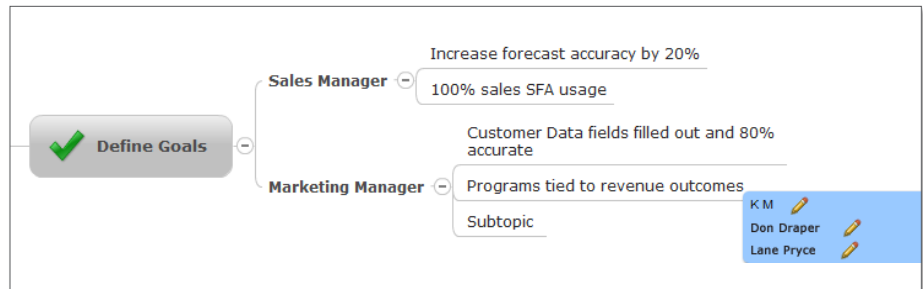 Define Goals
Sales Manager
Increase forecast accuracy by 20%
100% sales SFA usage
Marketing Manager
Customer Data fields filled out and 80%
accurate
Programs tied to revenue outcomes
Subtopic
K M
Don Draper
Lane Pryce